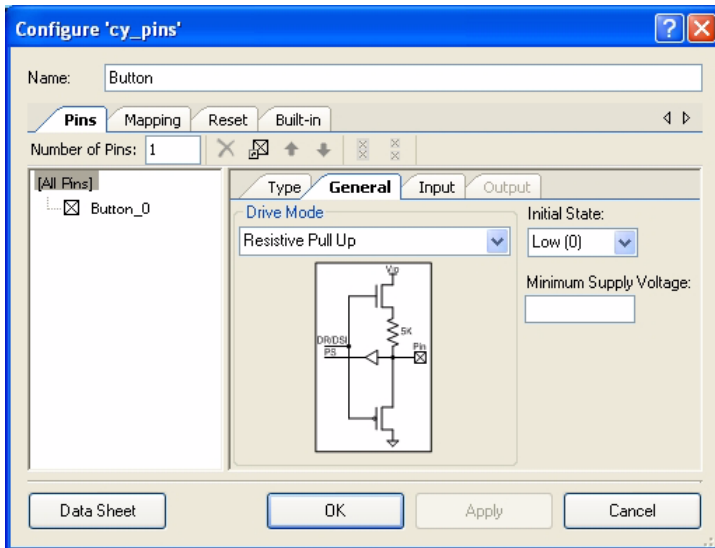 Configure 'cy_pins'
Name: Button
Pins Mapping Reset Built-in
Number of Pins: 1
[All Pins]
Button_0
Type General Input Output
Drive Mode
Resistive Pull Up
Initial State:
Low (0)
Minimum Supply Voltage:
Vio
5K
DR/DSI
PS
Pin
Data Sheet OK Apply Cancel